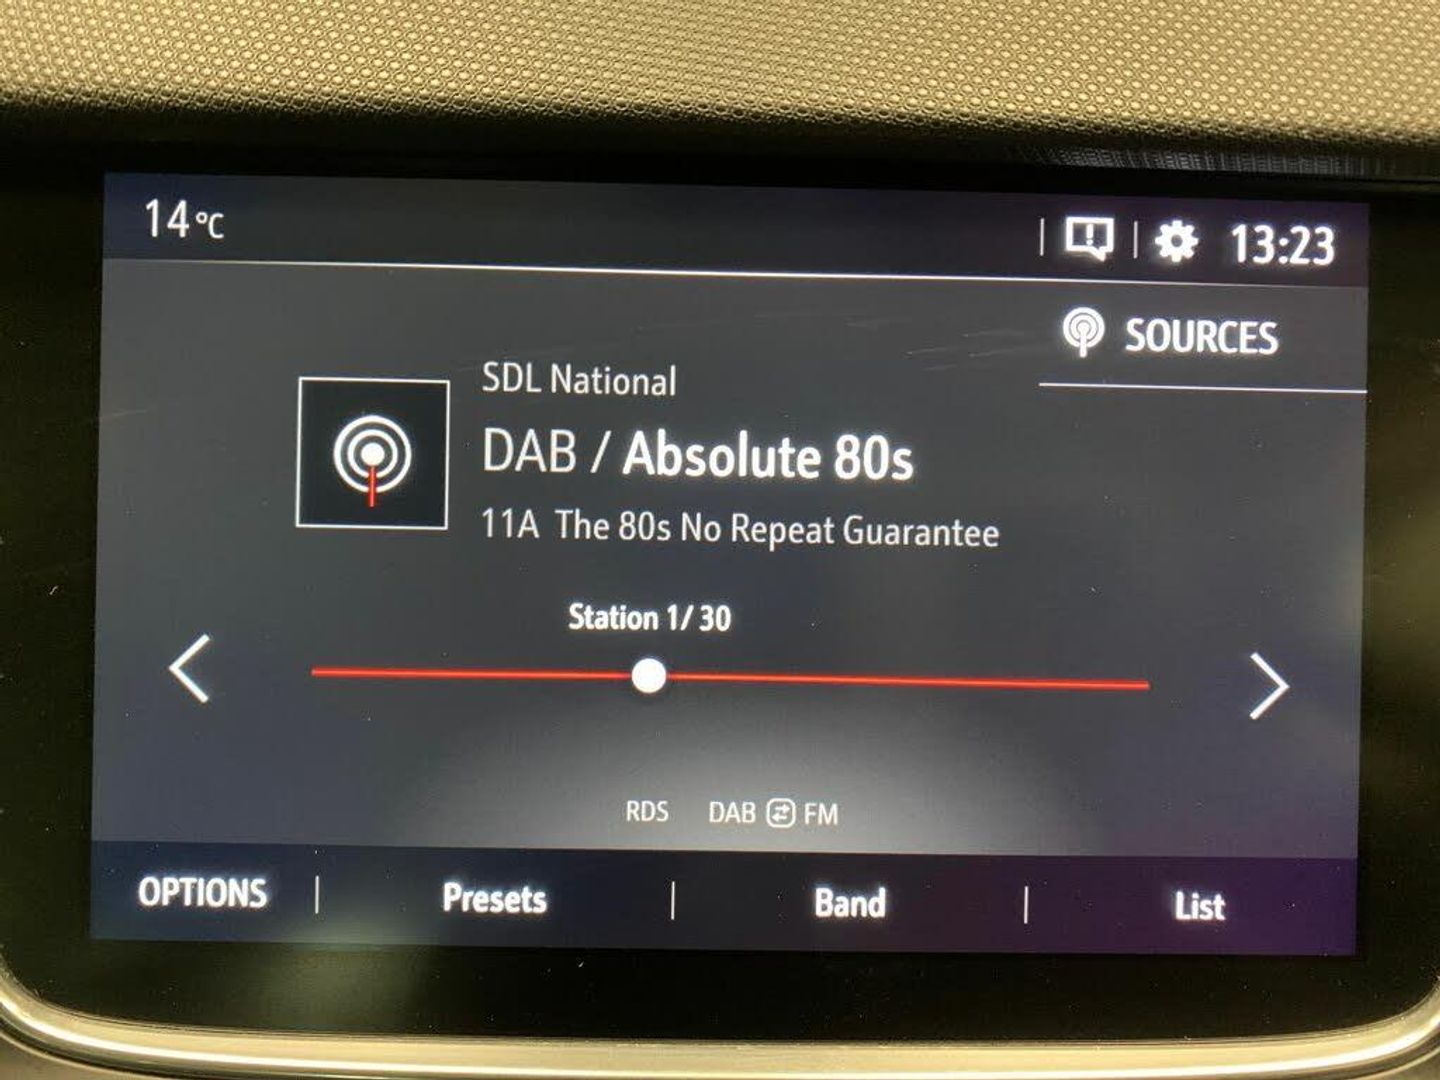 14°C
13:23
SOURCES
SDL National
DAB / Absolute 80s
11A The 80s No Repeat Guarantee
Station 1/ 30
RDS DAB FM
OPTIONS Presets Band List